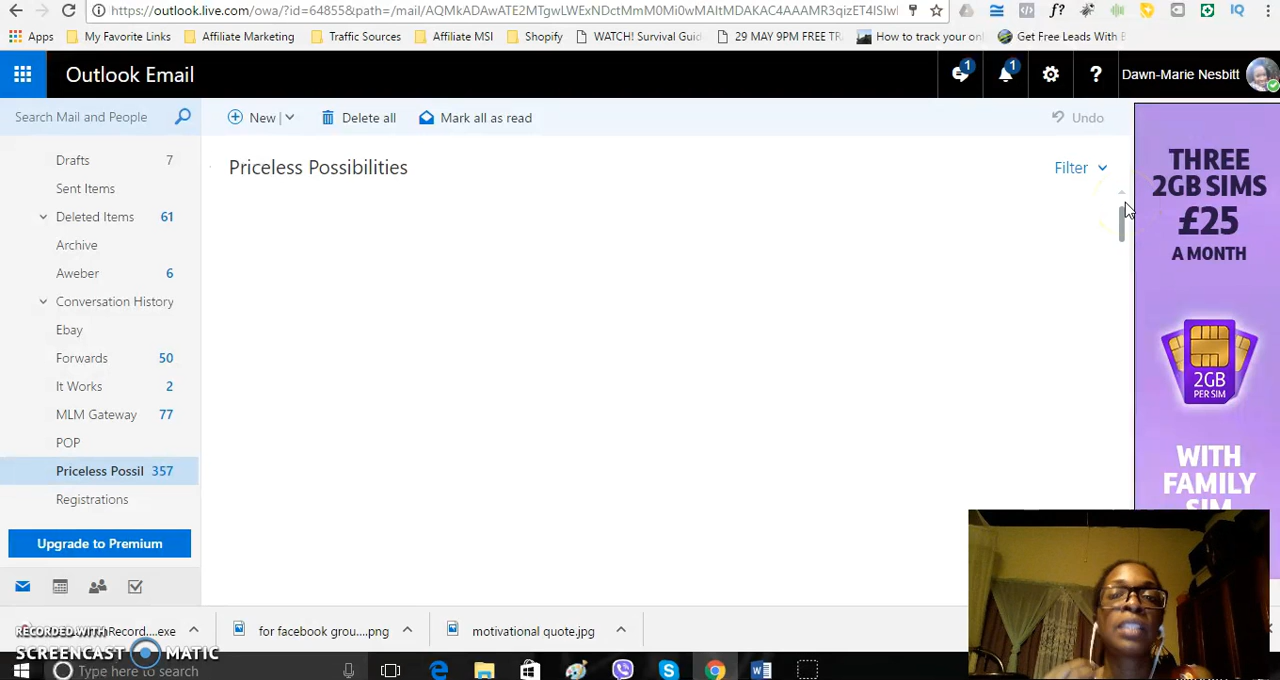 https://outlook.live.com/owa/?id=64855&path=/mail/AQMkADAwATE2MTgwLWExNDctMmM0Mi0wMAItMDAKAC4AAAMR3qizET4ISlwl
Apps My Favorites Links Affiliate Marketing Traffic Sources Affiliate MSI Shopify WATCH! Survival Guid 29 MAY 9PM FREE TR How to track your onl Get Free Leads With B
Outlook Email
1
1
?
Dawn-Marie Nesbitt
Search Mail and People
New
Delete all
Mark all as read
Undo
Priceless Possibilities
Filter
Drafts 7
Sent Items
Deleted Items 61
Archive
Aweber 6
Conversation History
Ebay
Forwards 50
It Works 2
MLM Gateway 77
POP
Priceless Possil 357
Registrations
Upgrade to Premium
THREE
2GB SIMS
£25
A MONTH
2GB
PER SIM
WITH
FAMILY
Record....exe
for facebook grou....png
motivational quote.jpg
RECORDED WITH
SCREENCAST MATIC
Type here to search